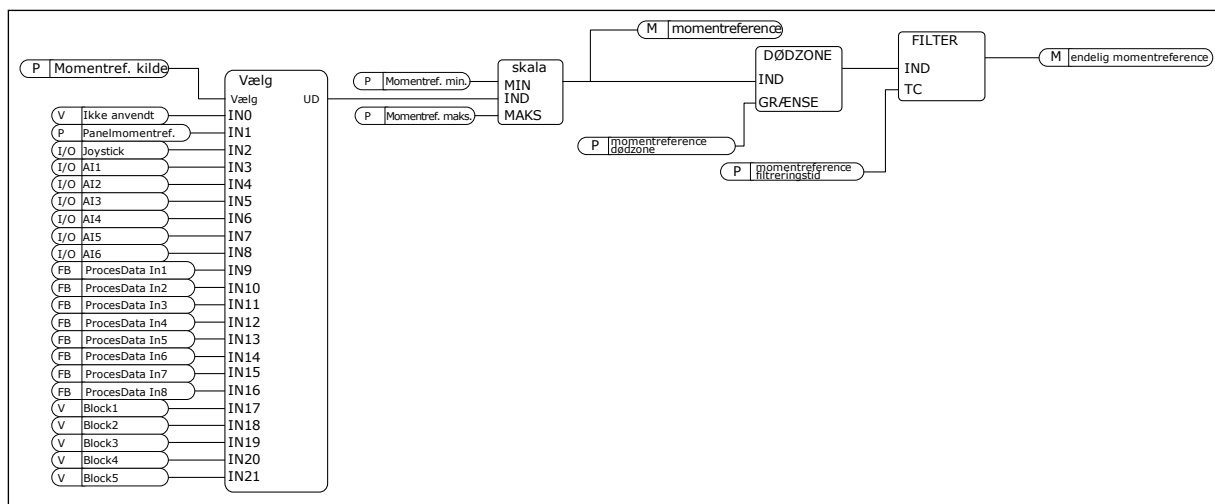 M momentreference
P Momentref. kilde
Vælg
Vælg UD
V Ikke anvendt IN0
P Panelmomentref. IN1
I/O Joystick IN2
I/O AI1 IN3
I/O AI2 IN4
I/O AI3 IN5
I/O AI4 IN6
I/O AI5 IN7
I/O AI6 IN8
FB ProcesData In1 IN9
FB ProcesData In2 IN10
FB ProcesData In3 IN11
FB ProcesData In4 IN12
FB ProcesData In5 IN13
FB ProcesData In6 IN14
FB ProcesData In7 IN15
FB ProcesData In8 IN16
V Block1 IN17
V Block2 IN18
V Block3 IN19
V Block4 IN20
V Block5 IN21
P Momentref. min.
P Momentref. maks.
skala
MIN
IND
MAKS
DØDZONE
IND
GRÆNSE
P momentreference
dødzone
FILTER
IND
TC
P momentreference
filtreringstid
M endelig momentreference